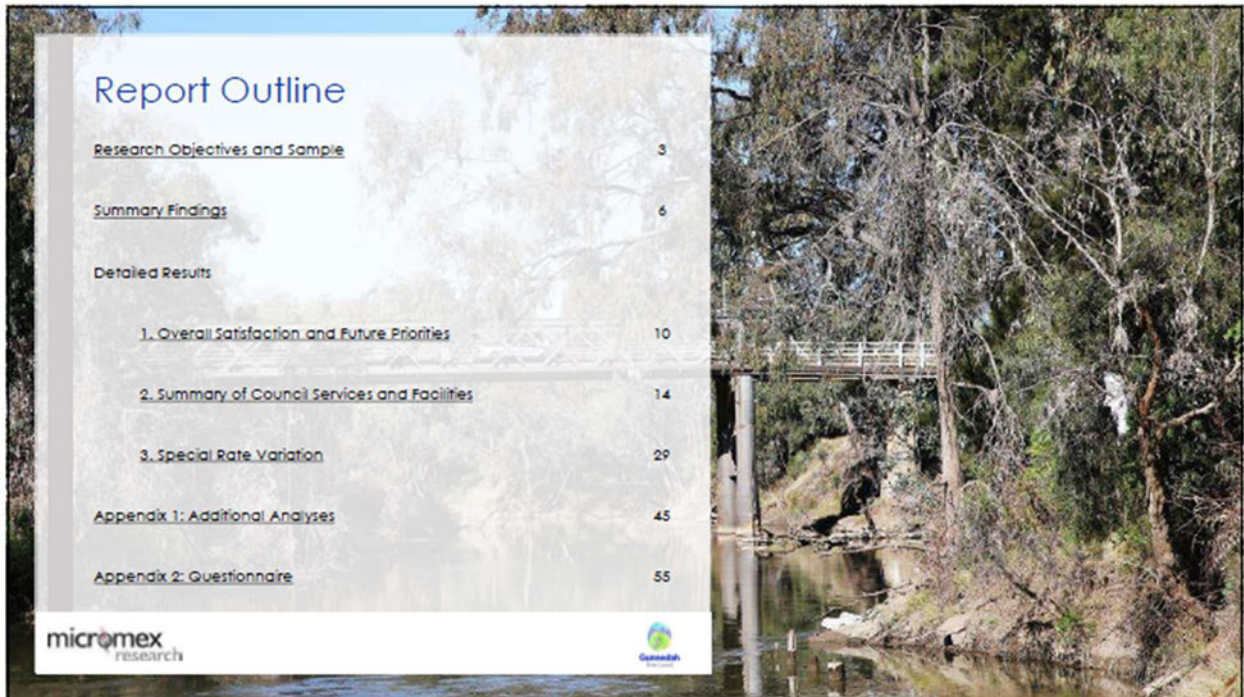 Report Outline
Research Objectives and Sample 3
Summary Findings 6
Detailed Results
1. Overall Satisfaction and Future Priorities 10
2. Summary of Council Services and Facilities 14
3. Special Rate Variation 29
Appendix 1: Additional Analyses 45
Appendix 2: Questionnaire 55
micromex
research
Gunnedah